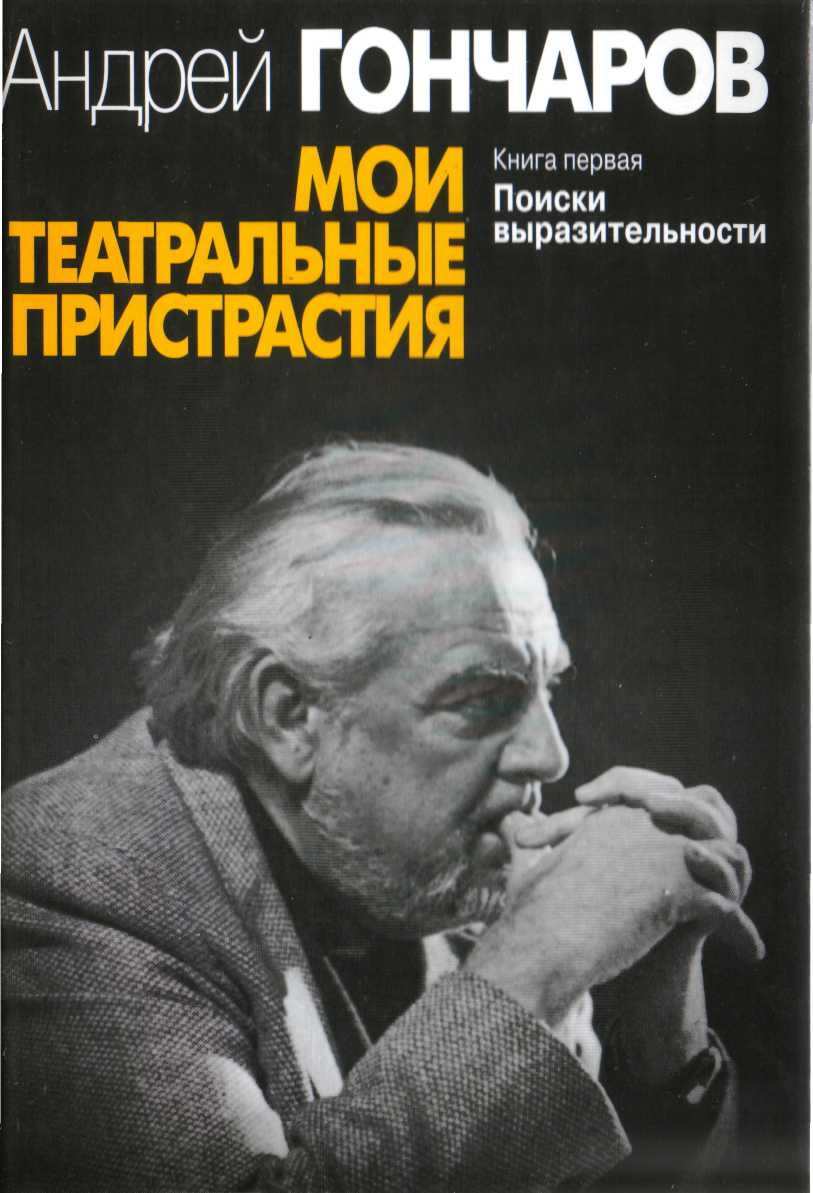 Андрей ГОНЧАРОВ
МОИ
ТЕАТРАЛЬНЫЕ
ПРИСТРАСТИЯ
Книга первая
Поиски
выразительности